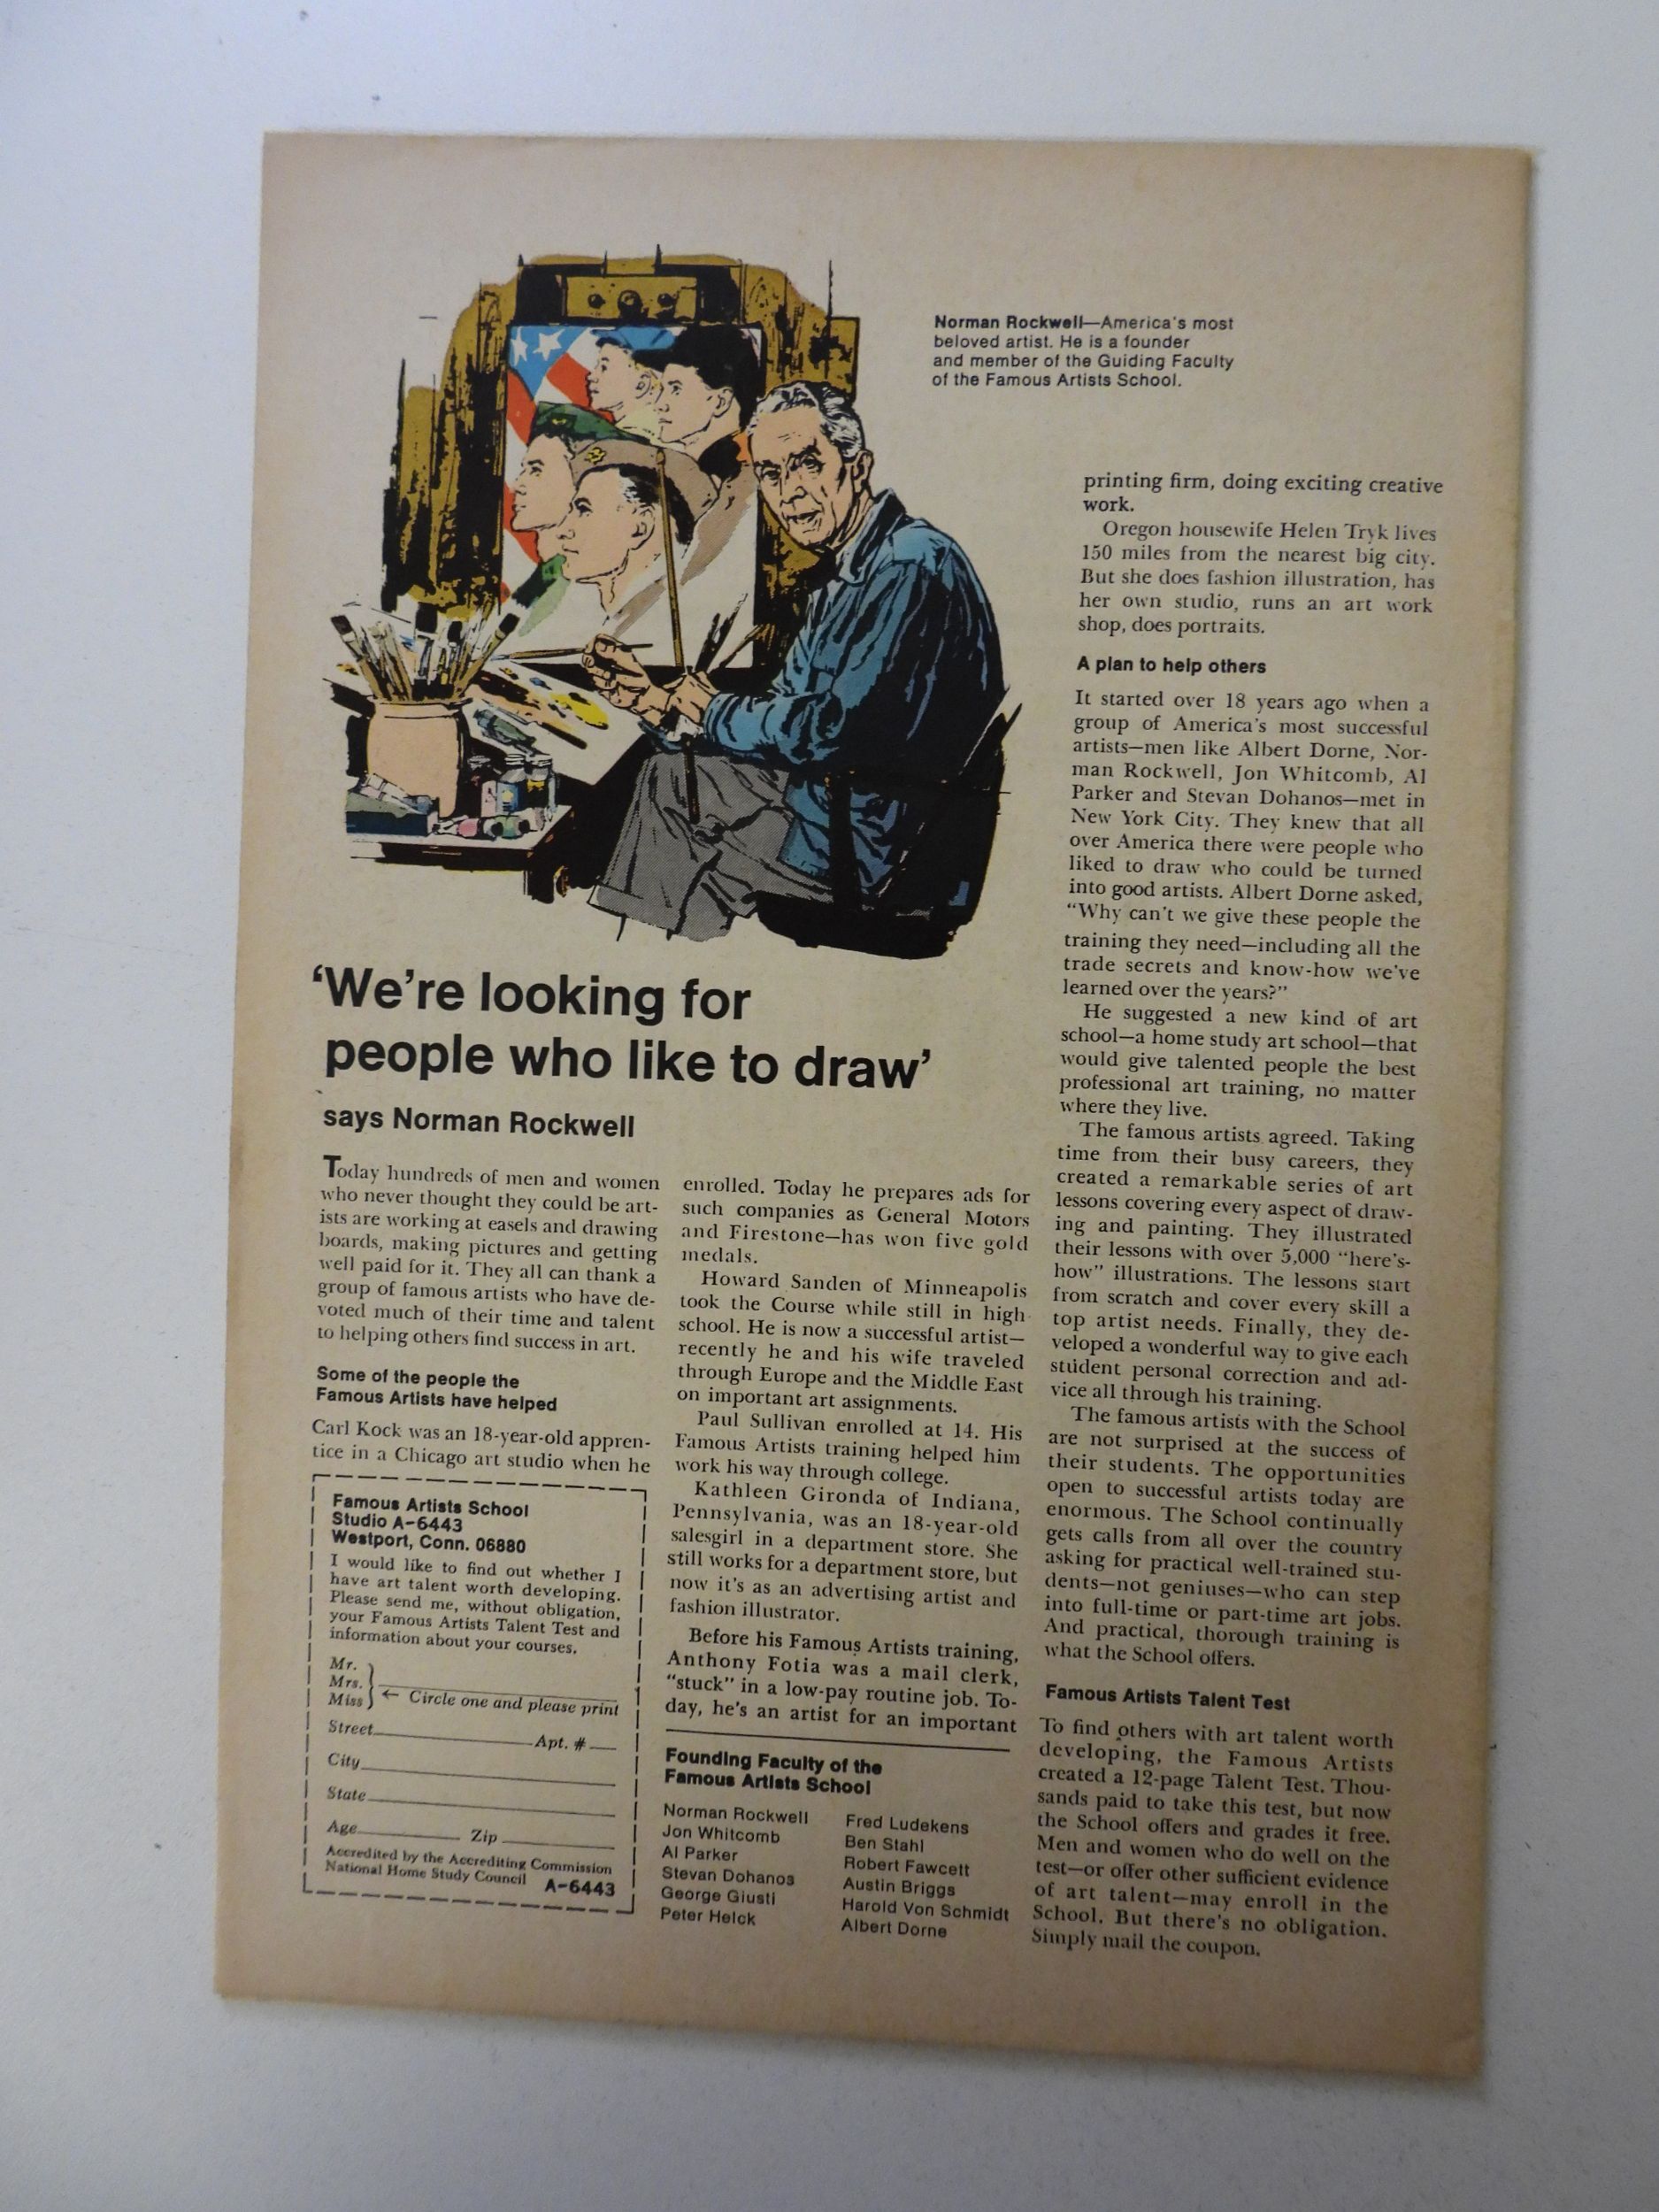 Norman Rockwell—America's most
beloved artist. He is a founder
and member of the Guiding Faculty
of the Famous Artists School.
'We're looking for
people who like to draw'
says Norman Rockwell
Today hundreds of men and women
who never thought they could be art-
ists are working at easels and drawing
boards, making pictures and getting
well paid for it. They all can thank a
group of famous artists who have de-
voted much of their time and talent
to helping others find success in art.
Some of the people the
Famous Artists have helped
Carl Kock was an 18-year-old appren-
tice in a Chicago art studio when he
enrolled. Today he prepares ads for
such companies as General Motors
and Firestone—has won five gold
medals.
Howard Sanden of Minneapolis
took the Course while still in high
school. He is now a successful artist—
recently he and his wife traveled
through Europe and the Middle East
on important art assignments.
Paul Sullivan enrolled at 14. His
Famous Artists training helped him
work his way through college.
Kathleen Gironda of Indiana,
Pennsylvania, was an 18-year-old
salesgirl in a department store. She
still works for a department store, but
now it's as an advertising artist and
fashion illustrator.
Before his Famous Artists training,
Anthony Fotia was a mail clerk,
"stuck" in a low-pay routine job. To-
day, he's an artist for an important
printing firm, doing exciting creative
work.
Oregon housewife Helen Tryk lives
150 miles from the nearest big city.
But she does fashion illustration, has
her own studio, runs an art work
shop, does portraits.
A plan to help others
It started over 18 years ago when a
group of America's most successful
artists—men like Albert Dorne, Nor-
man Rockwell, Jon Whitcomb, Al
Parker and Stevan Dohanos—met in
New York City. They knew that all
over America there were people who
liked to draw who could be turned
into good artists. Albert Dorne asked,
"Why can't we give these people the
training they need—including all the
trade secrets and know-how we've
learned over the years?"
He suggested a new kind of art
school—a home study art school—that
would give talented people the best
professional art training, no matter
where they live.
The famous artists agreed. Taking
time from their busy careers, they
created a remarkable series of art
lessons covering every aspect of draw-
ing and painting. They illustrated
their lessons with over 5,000 "here's-
how" illustrations. The lessons start
from scratch and cover every skill a
top artist needs. Finally, they de-
veloped a wonderful way to give each
student personal correction and ad-
vice all through his training.
The famous artists with the School
are not surprised at the success of
their students. The opportunities
open to successful artists today are
enormous. The School continually
gets calls from all over the country
asking for practical well-trained stu-
dents—not geniuses—who can step
into full-time or part-time art jobs.
And practical, thorough training is
what the School offers.
Famous Artists Talent Test
To find others with art talent worth
developing, the Famous Artists
created a 12-page Talent Test. Thou-
sands paid to take this test, but now
the School offers and grades it free.
Men and women who do well on the
test—or offer other sufficient evidence
of art talent—may enroll in the
School. But there's no obligation.
Simply mail the coupon.
Famous Artists School
Studio A-6443
Westport, Conn. 06880
I would like to find out whether I
have art talent worth developing.
Please send me, without obligation,
your Famous Artists Talent Test and
information about your courses.
Mr.
Mrs.
Miss ← Circle one and please print
Street Apt. #
City
State
Age Zip
Accredited by the Accrediting Commission
National Home Study Council A-6443
Founding Faculty of the
Famous Artists School
Norman Rockwell
Jon Whitcomb
Al Parker
Stevan Dohanos
George Giusti
Peter Helck
Fred Ludekens
Ben Stahl
Robert Fawcett
Austin Briggs
Harold Von Schmidt
Albert Dorne